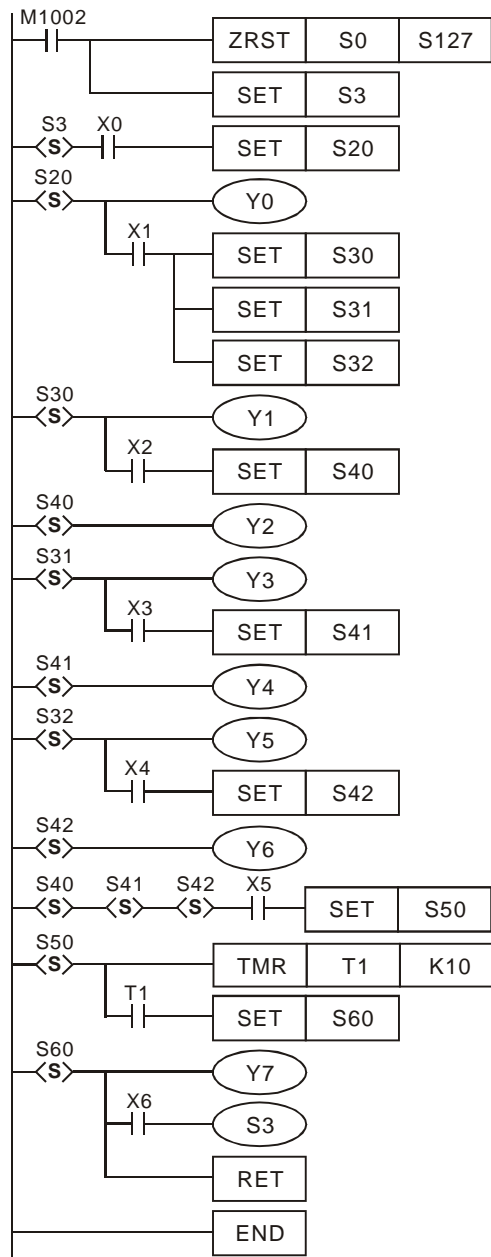 M1002
ZRST S0 S127
SET S3
S3 X0
S SET S20
S20
S Y0
X1
SET S30
SET S31
SET S32
S30
S Y1
X2
SET S40
S40
S Y2
S31
S Y3
X3
SET S41
S41
S Y4
S32
S Y5
X4
SET S42
S42
S Y6
S40 S41 S42 X5
S S S SET S50
S50
S TMR T1 K10
T1
SET S60
S60
S Y7
X6
S3
RET
END